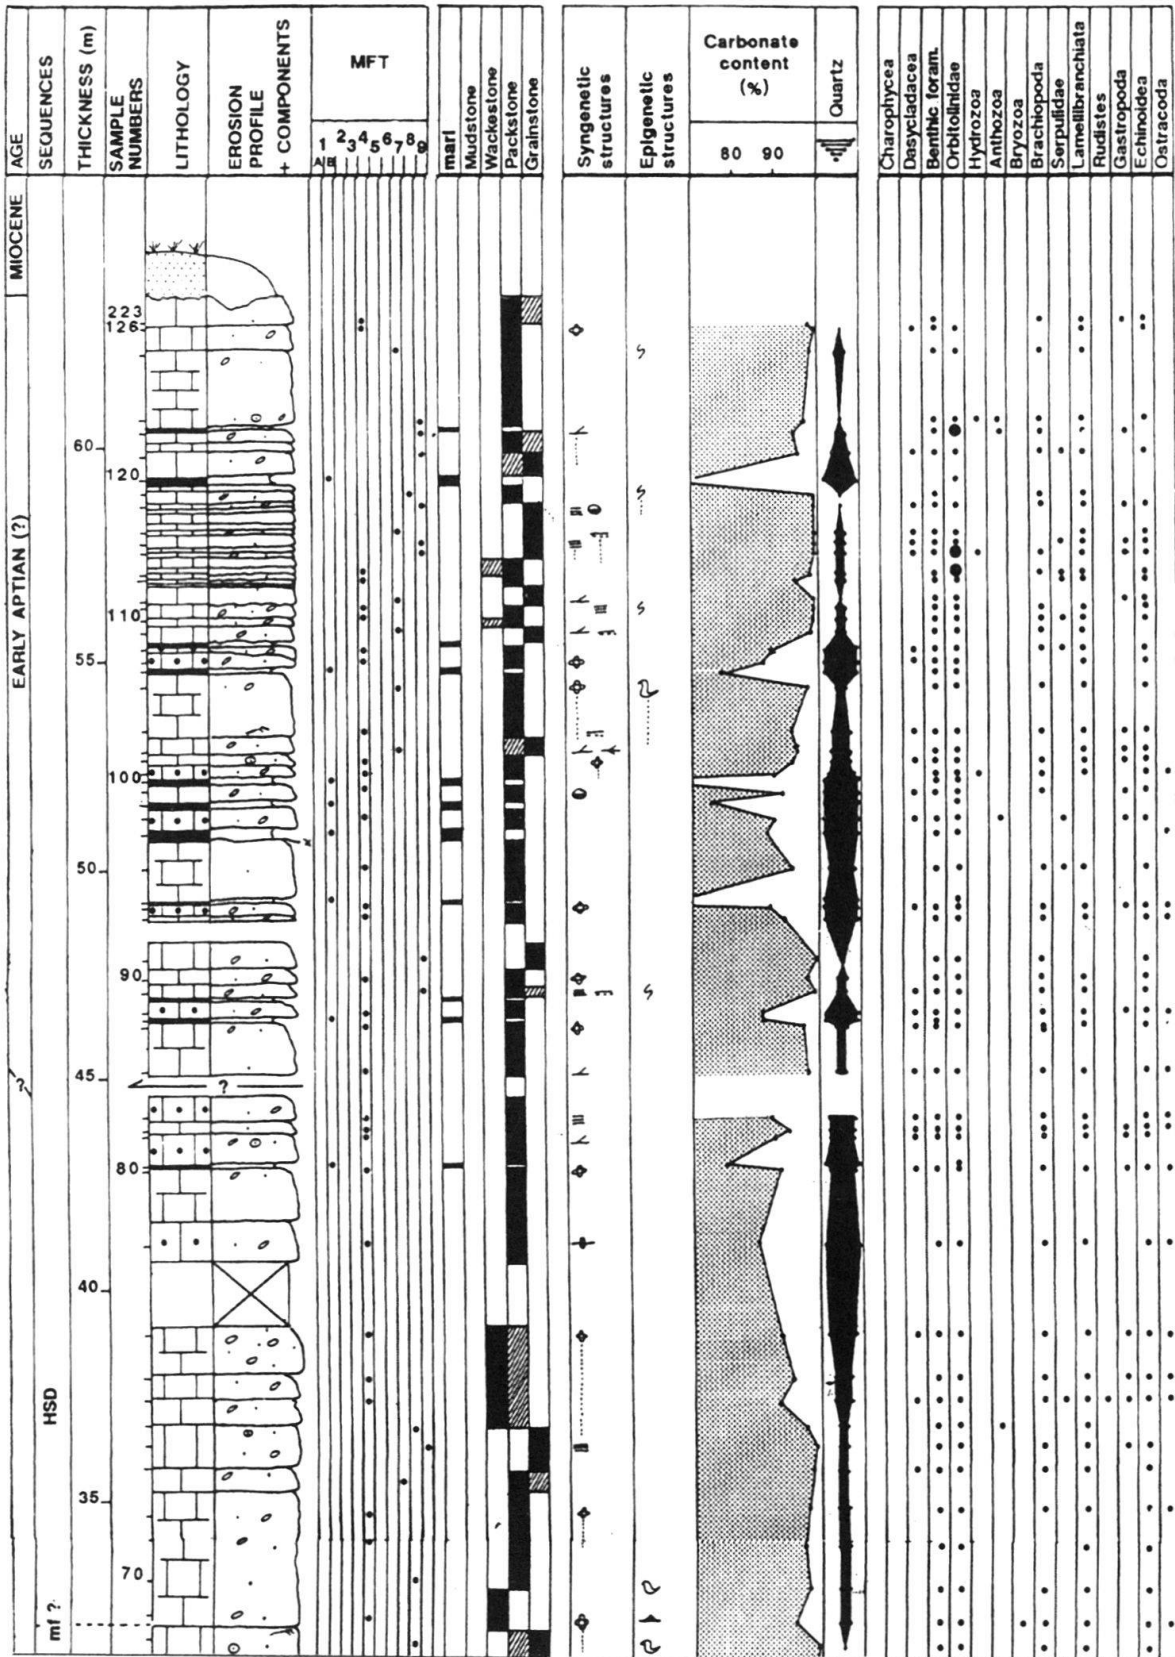 AGE
SEQUENCES
THICKNESS (m)
SAMPLE NUMBERS
LITHOLOGY
EROSION PROFILE + COMPONENTS
MFT
1 2 3 4 5 6 7 8 9
A/B
marl
Mudstone
Wackestone
Packstone
Grainstone
Syngenetic structures
Epigenetic structures
Carbonate content (%)
80 90
Quartz
Charophycea
Dasycladacea
Benthic foram.
Orbitolinidae
Hydrozoa
Anthozoa
Bryozoa
Brachiopoda
Serpulidae
Lamellibranchiata
Rudistes
Gastropoda
Echinoidea
Ostracoda
MIOCENE
EARLY APTIAN (?)
?
HSD
mf ?
223
126
60
120
110
55
100
50
90
45
?
80
40
35
70